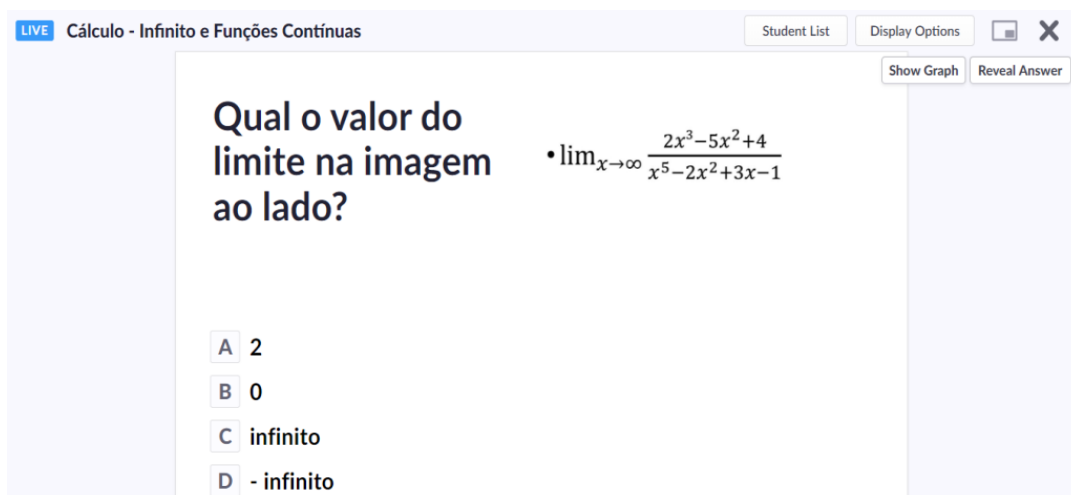 LIVE Cálculo - Infinito e Funções Contínuas Student List Display Options
Show Graph Reveal Answer
Qual o valor do
limite na imagem
ao lado?
•lim x→∞ (2x³−5x²+4)/(x⁵−2x²+3x−1)
A 2
B 0
C infinito
D - infinito